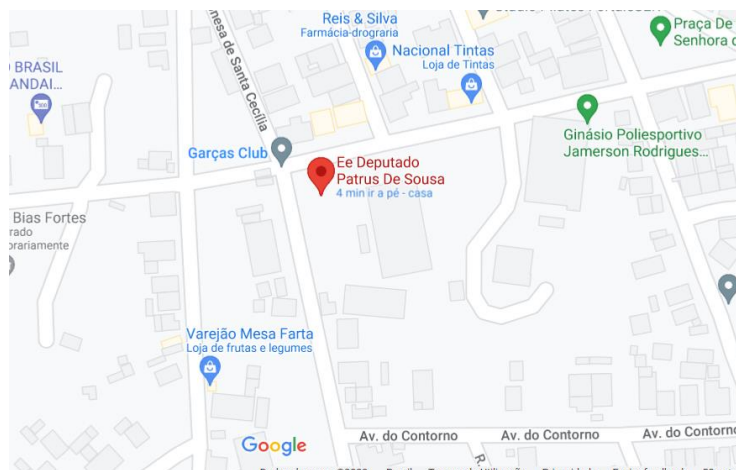 Reis & Silva
Farmácia-drograria
Praça De
Senhora d
Nacional Tintas
Loja de Tintas
BRASIL
ANDAI...
nesa de Santa Cecília
Garças Club
Ginásio Poliesportivo
Jamerson Rodrigues...
Ee Deputado
Patrus De Sousa
4 min ir a pé - casa
Bias Fortes
rado
orariamente
Varejão Mesa Farta
Loja de frutas e legumes
Google
Av. do Contorno
Av. do Contorno
Av. do Contorno
R.